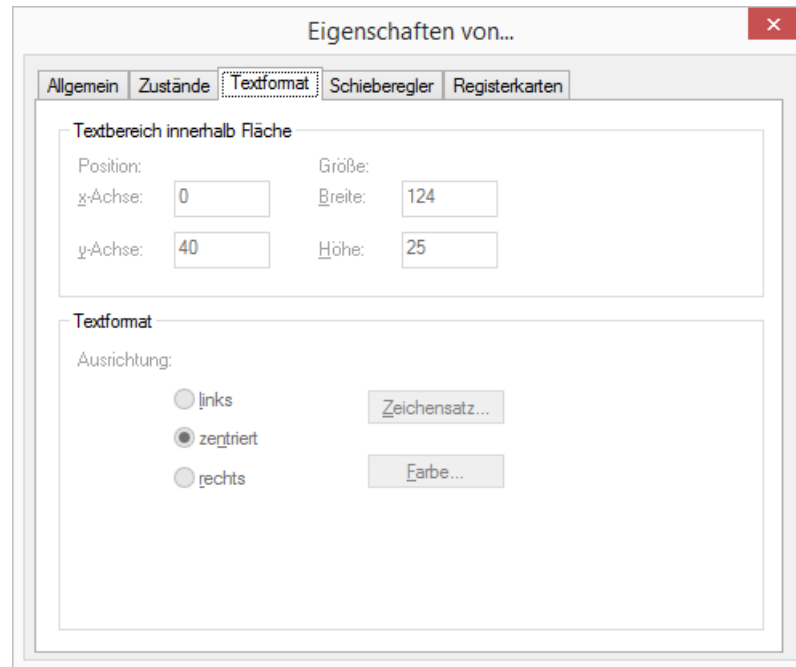 Eigenschaften von...
Allgemein Zustände Textformat Schieberegler Registerkarten
Textbereich innerhalb Fläche
Position: Größe:
x-Achse: 0 Breite: 124
y-Achse: 40 Höhe: 25
Textformat
Ausrichtung:
links
Zeichensatz...
zentriert
Farbe...
rechts